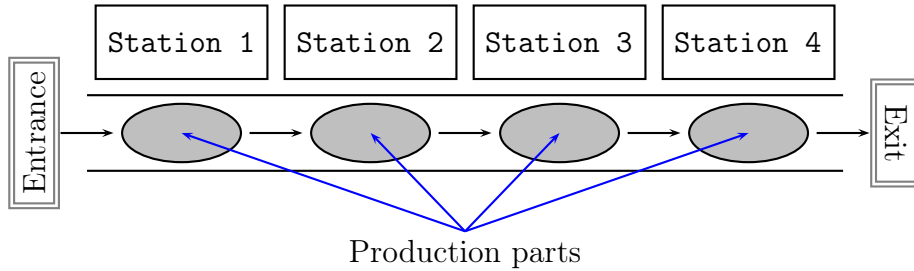 Station 1
Station 2
Station 3
Station 4
Entrance
Exit
Production parts